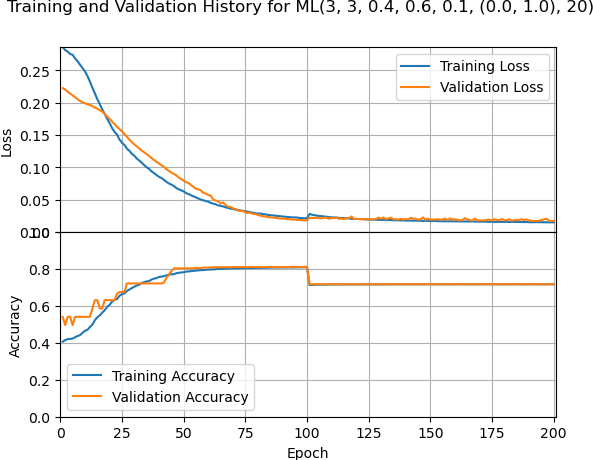 Training and Validation History for ML(3, 3, 0.4, 0.6, 0.1, (0.0, 1.0), 20)
Loss
0.25
0.20
0.15
0.10
0.05
0.00
Training Loss
Validation Loss
Accuracy
1.0
0.8
0.6
0.4
0.2
0.0
Training Accuracy
Validation Accuracy
0 25 50 75 100 125 150 175 200
Epoch